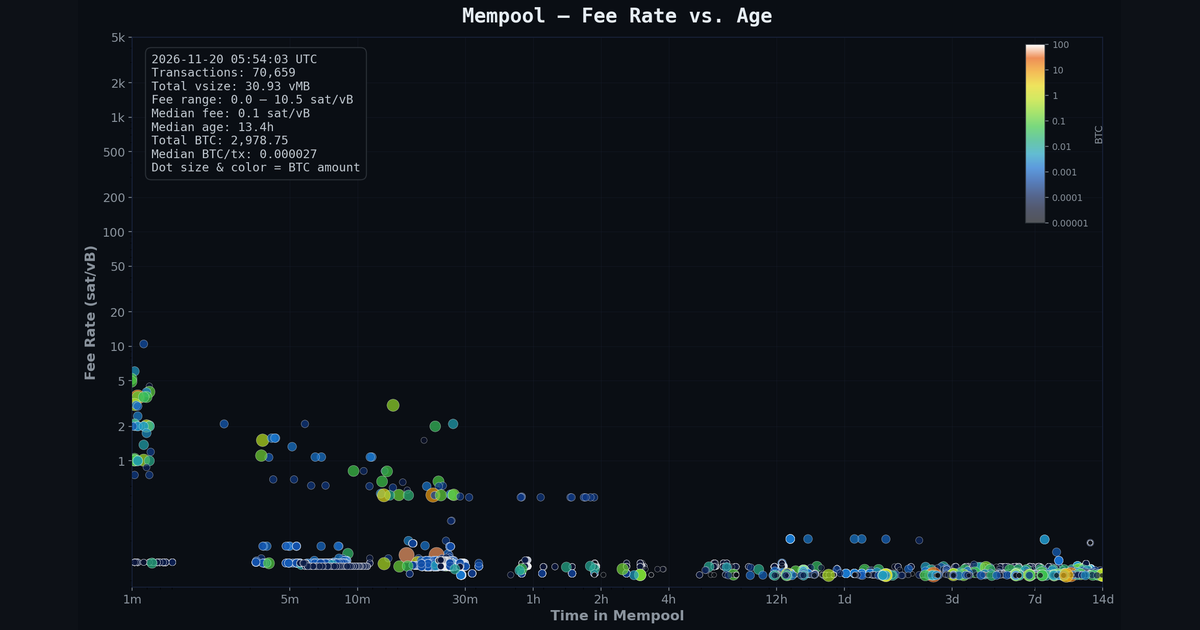 Mempool — Fee Rate vs. Age
2026-11-20 05:54:03 UTC
Transactions: 70,659
Total vsize: 30.93 vMB
Fee range: 0.0 – 10.5 sat/vB
Median fee: 0.1 sat/vB
Median age: 13.4h
Total BTC: 2,978.75
Median BTC/tx: 0.000027
Dot size & color = BTC amount
100
10
1
0.1
0.01
0.001
0.0001
0.00001
BTC
Fee Rate (sat/vB)
5k
2k
1k
500
200
100
50
20
10
5
2
1
1m 5m 10m 30m 1h 2h 4h 12h 1d 3d 7d 14d
Time in Mempool